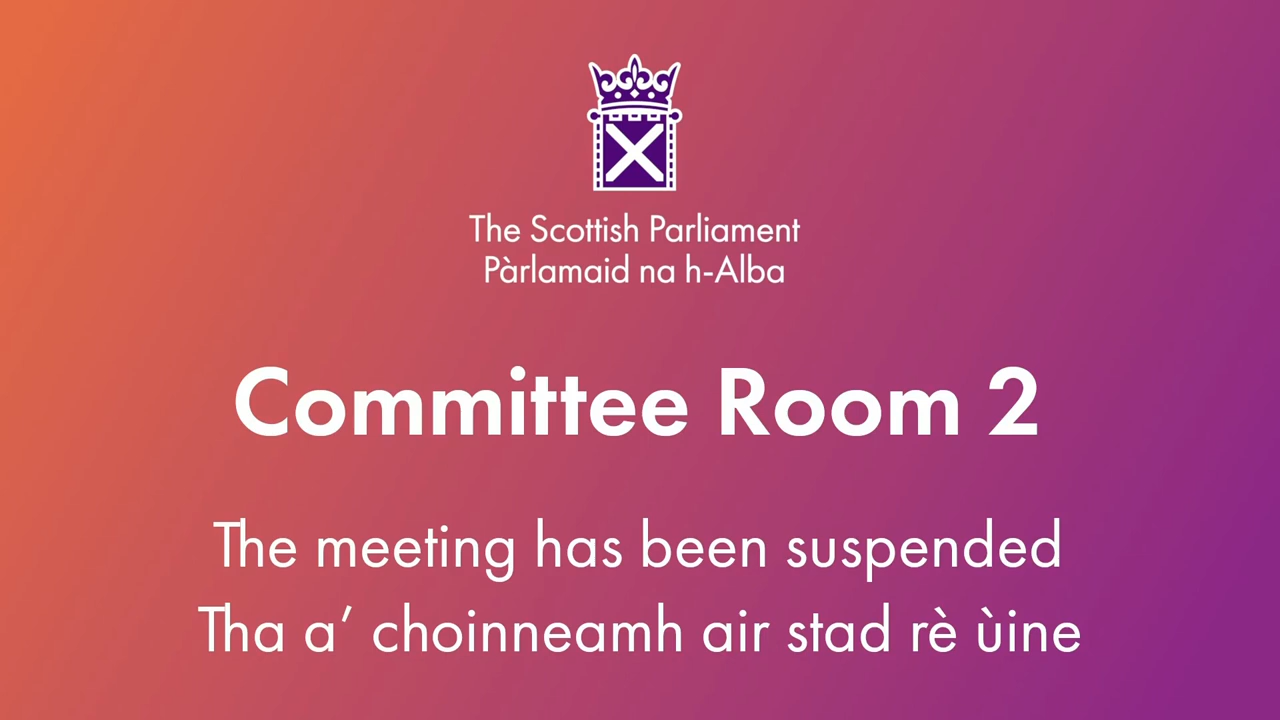 The Scottish Parliament
Pàrlamaid na h-Alba
Committee Room 2
The meeting has been suspended
Tha a’ choinneamh air stad rè ùine